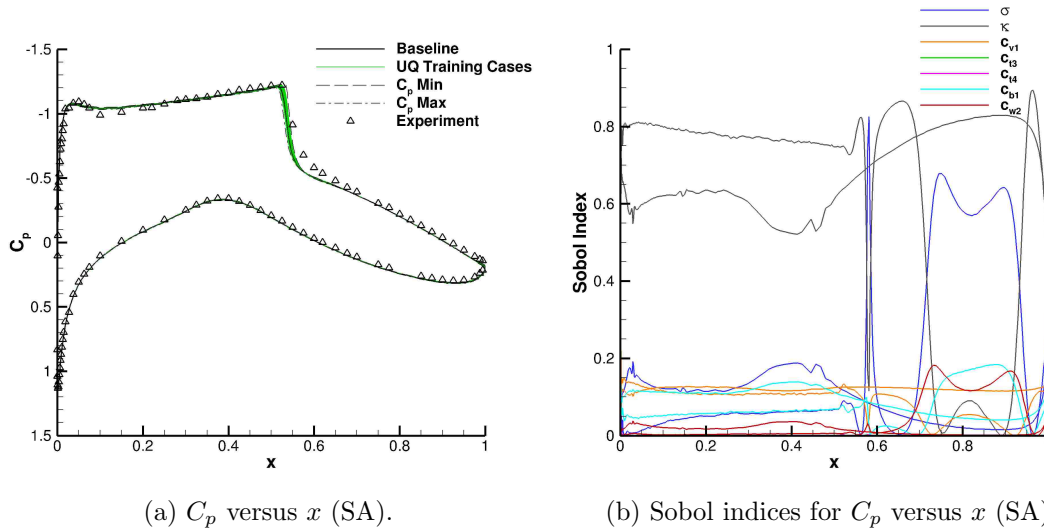 -1.5
-1
-0.5
0
0.5
1
1.5
C_p
0 0.2 0.4 0.6 0.8 1
x
Baseline
UQ Training Cases
C_p Min
C_p Max
Experiment
(a) C_p versus x (SA).
1
0.8
0.6
0.4
0.2
0
Sobol Index
0 0.2 0.4 0.6 0.8
x
σ
κ
C_v1
C_t3
C_t4
C_b1
C_w2
(b) Sobol indices for C_p versus x (SA)